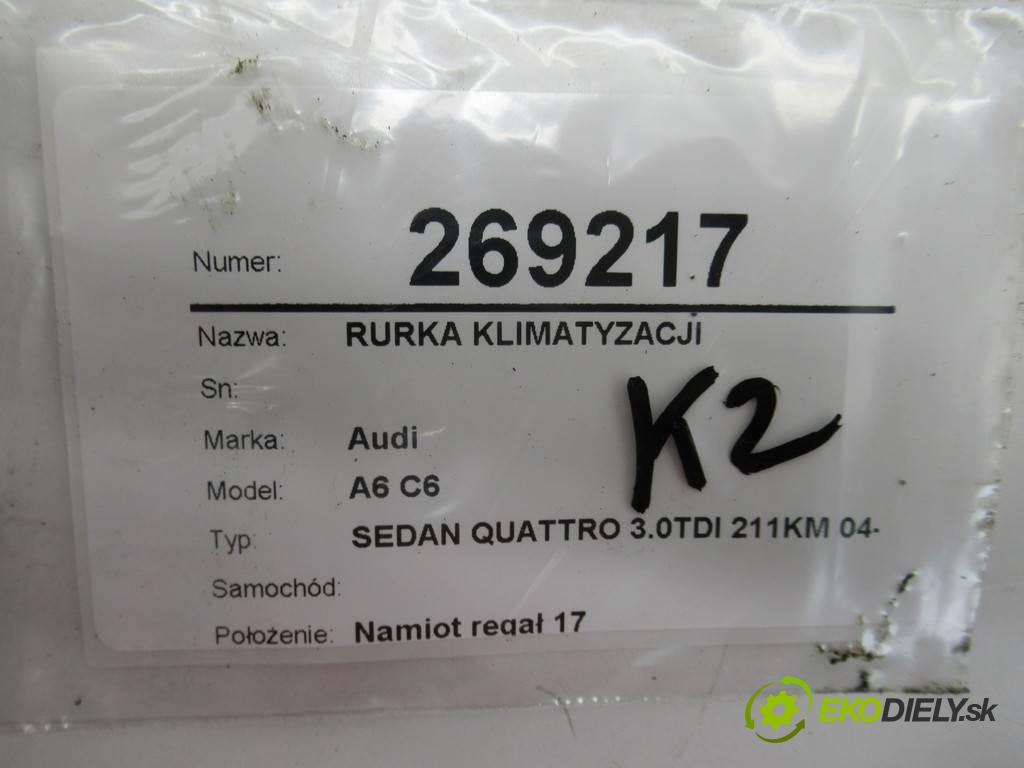 Numer: 269217
Nazwa: RURKA KLIMATYZACJI
Sn:
K2
Marka: Audi
Model: A6 C6
Typ: SEDAN QUATTRO 3.0TDI 211KM 04-
Samochód:
Położenie: Namiot regał 17
EKODIELY.sk